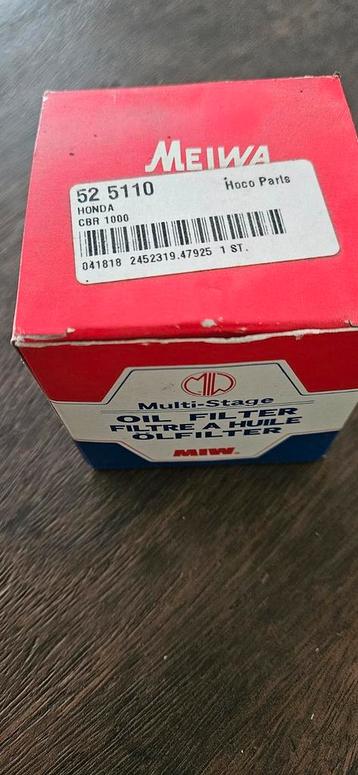 MEIWA
52 5110 Hoco Parts
HONDA
CBR 1000
041818 2452319.47925 1 ST.
MIW
Multi-Stage
OIL FILTER
FILTRE A HUILE
ÖLFILTER
MIW